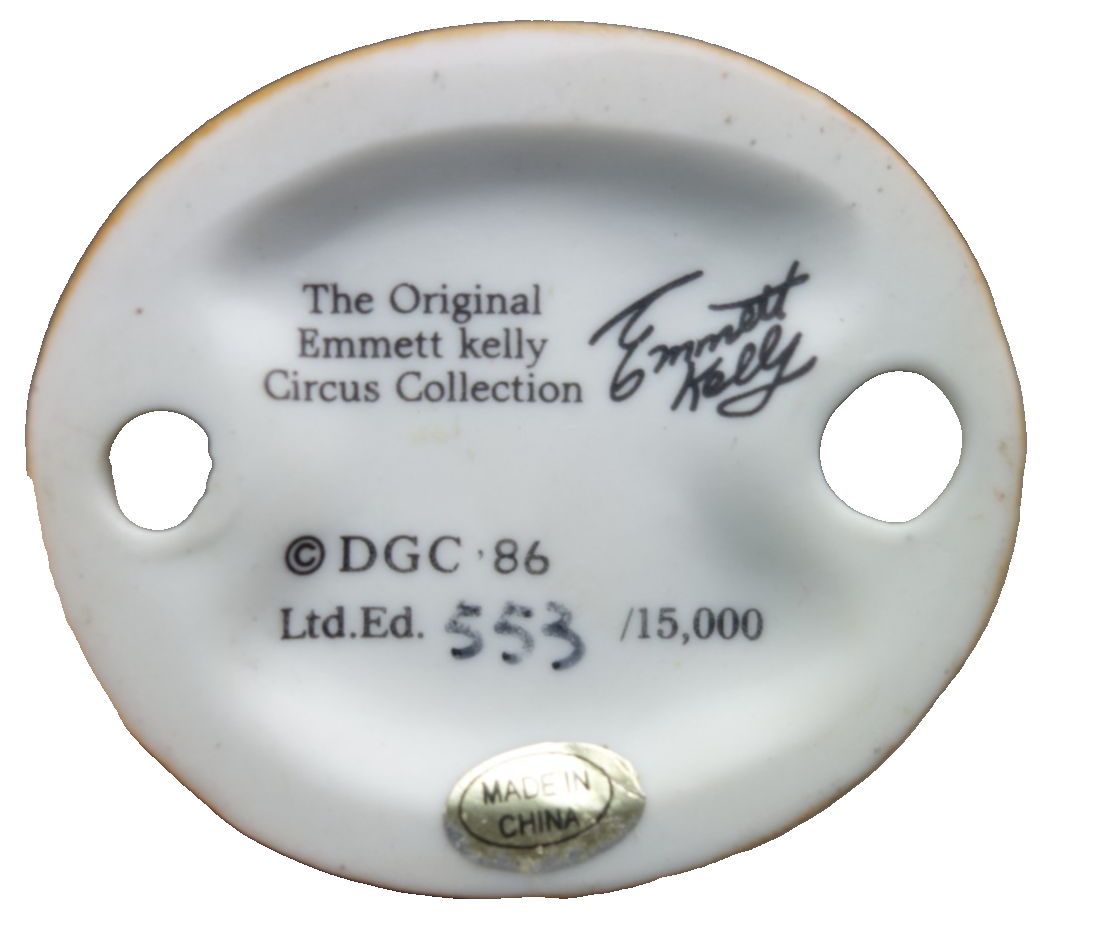 The Original
Emmett kelly
Circus Collection
Emmett
Kelly
© DGC '86
Ltd.Ed. 553 /15,000
MADE IN
CHINA